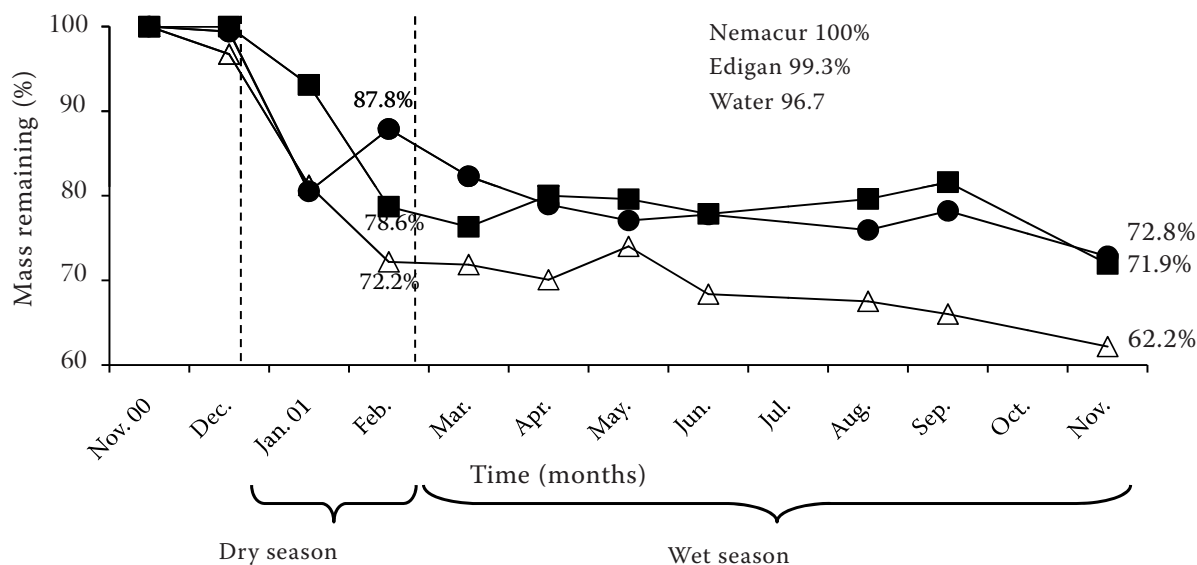 Mass remaining (%)
100
90
80
70
60
Nemacur 100%
Edigan 99.3%
Water 96.7
87.8%
78.6%
72.2%
72.8%
71.9%
62.2%
Nov. 00
Dec.
Jan. 01
Feb.
Mar.
Apr.
May.
Jun.
Jul.
Aug.
Sep.
Oct.
Nov.
Time (months)
Dry season
Wet season